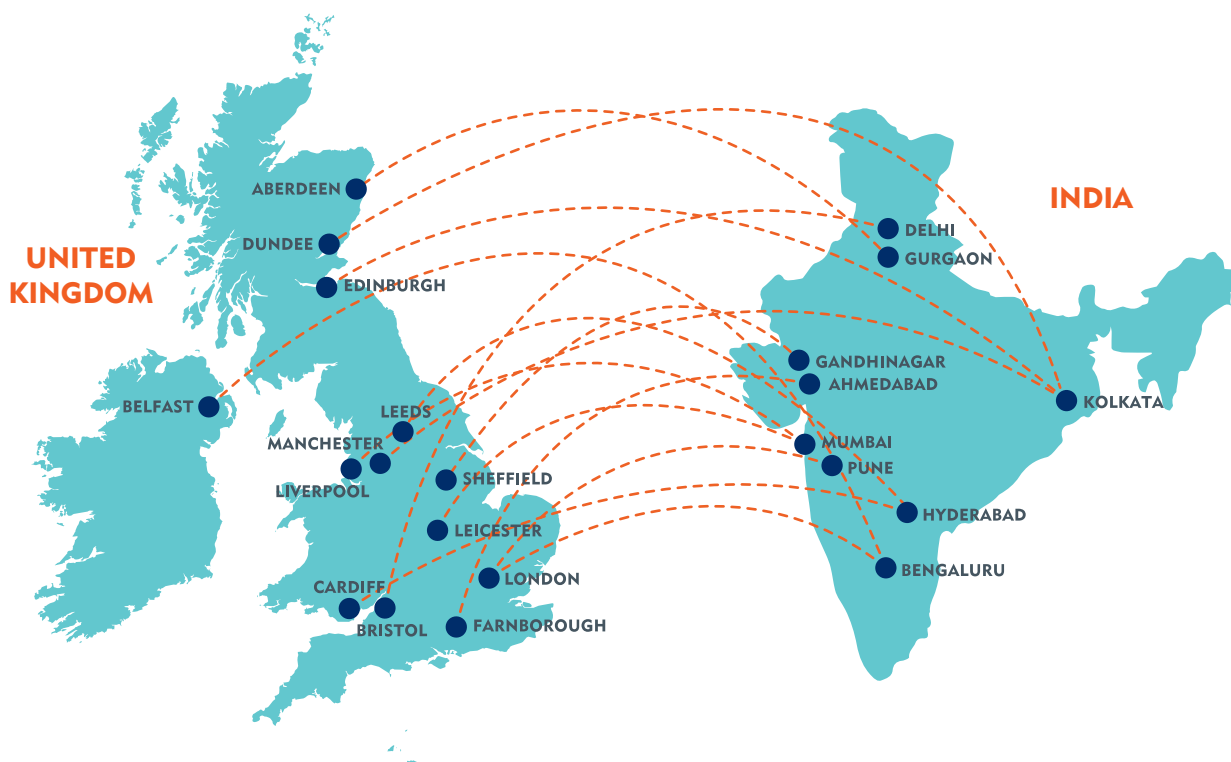 UNITED
KINGDOM
ABERDEEN
DUNDEE
EDINBURGH
BELFAST
LEEDS
MANCHESTER
LIVERPOOL
SHEFFIELD
LEICESTER
LONDON
CARDIFF
BRISTOL
FARNBOROUGH
INDIA
DELHI
GURGAON
GANDHINAGAR
AHMEDABAD
KOLKATA
MUMBAI
PUNE
HYDERABAD
BENGALURU